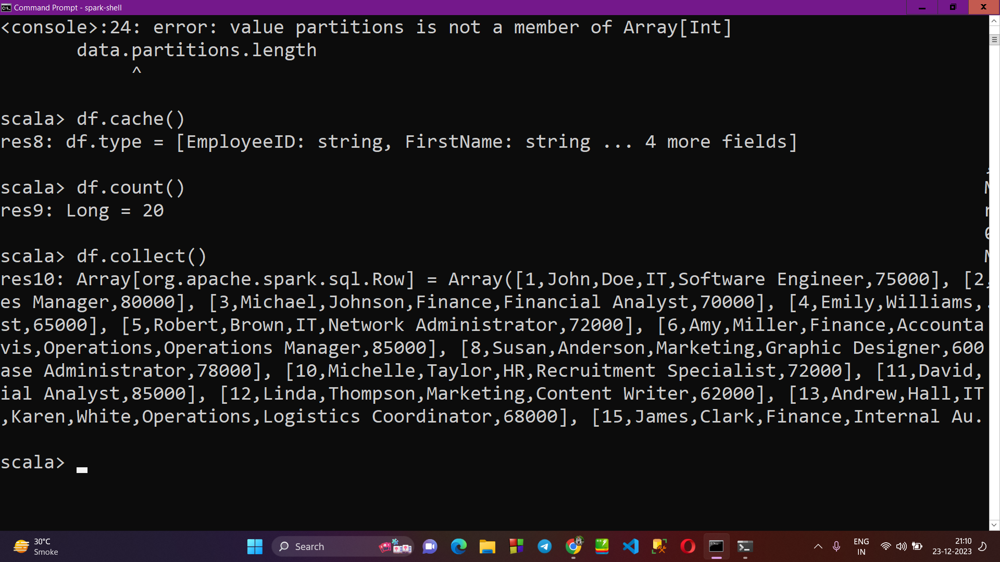 Command Prompt - spark-shell
<console>:24: error: value partitions is not a member of Array[Int]
data.partitions.length
^
scala> df.cache()
res8: df.type = [EmployeeID: string, FirstName: string ... 4 more fields]
scala> df.count()
res9: Long = 20
scala> df.collect()
res10: Array[org.apache.spark.sql.Row] = Array([1,John,Doe,IT,Software Engineer,75000], [2,
es Manager,80000], [3,Michael,Johnson,Finance,Financial Analyst,70000], [4,Emily,Williams,
st,65000], [5,Robert,Brown,IT,Network Administrator,72000], [6,Amy,Miller,Finance,Accounta
vis,Operations,Operations Manager,85000], [8,Susan,Anderson,Marketing,Graphic Designer,600
ase Administrator,78000], [10,Michelle,Taylor,HR,Recruitment Specialist,72000], [11,David,
ial Analyst,85000], [12,Linda,Thompson,Marketing,Content Writer,62000], [13,Andrew,Hall,IT
,Karen,White,Operations,Logistics Coordinator,68000], [15,James,Clark,Finance,Internal Au.
scala>
30°C
Smoke
Search
ENG
IN
21:10
23-12-2023